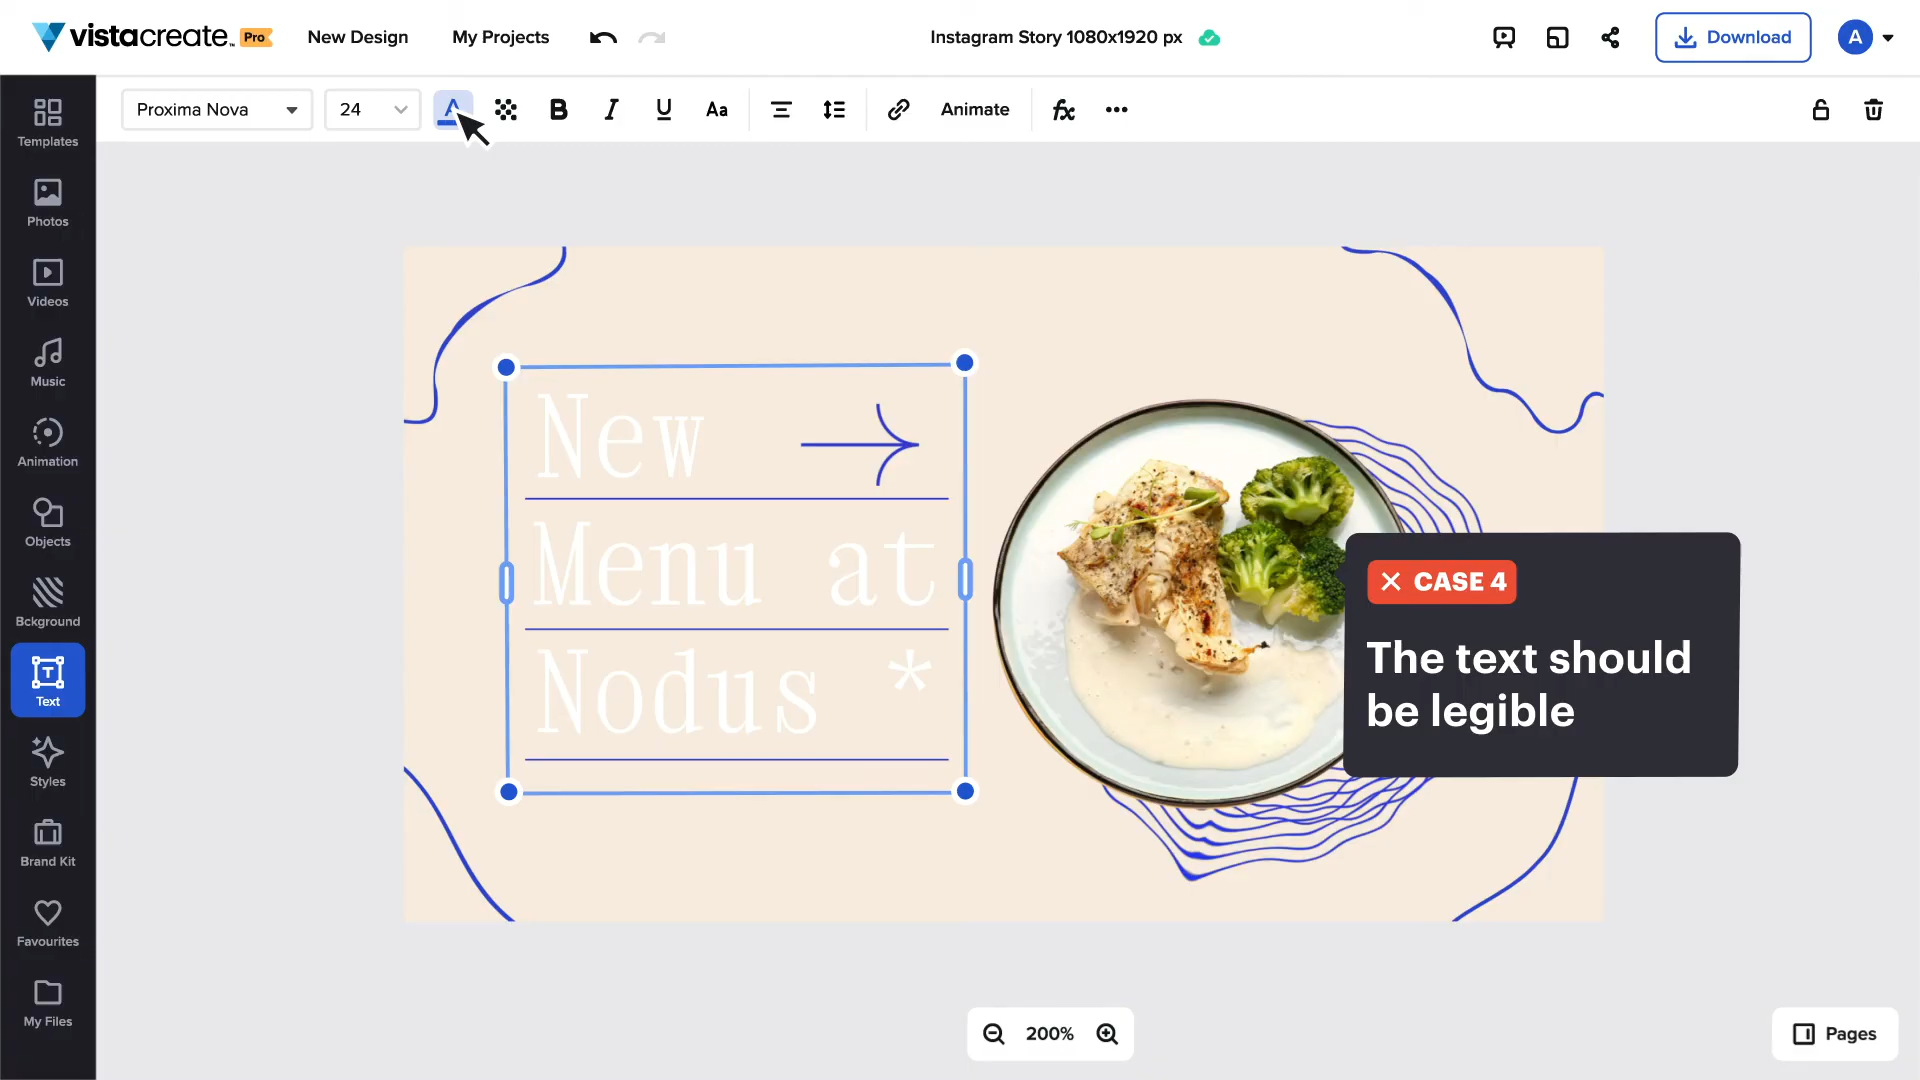 vistacreate™ Pro New Design My Projects Instagram Story 1080x1920 px Download A
Proxima Nova 24 A B I U Aa Animate fx
Templates
Photos
Videos
Music
Animation
Objects
Bckground
T
Text
Styles
Brand Kit
Favourites
My Files
New
Menu at
Nodus *
× CASE 4
The text should
be legible
200%
Pages